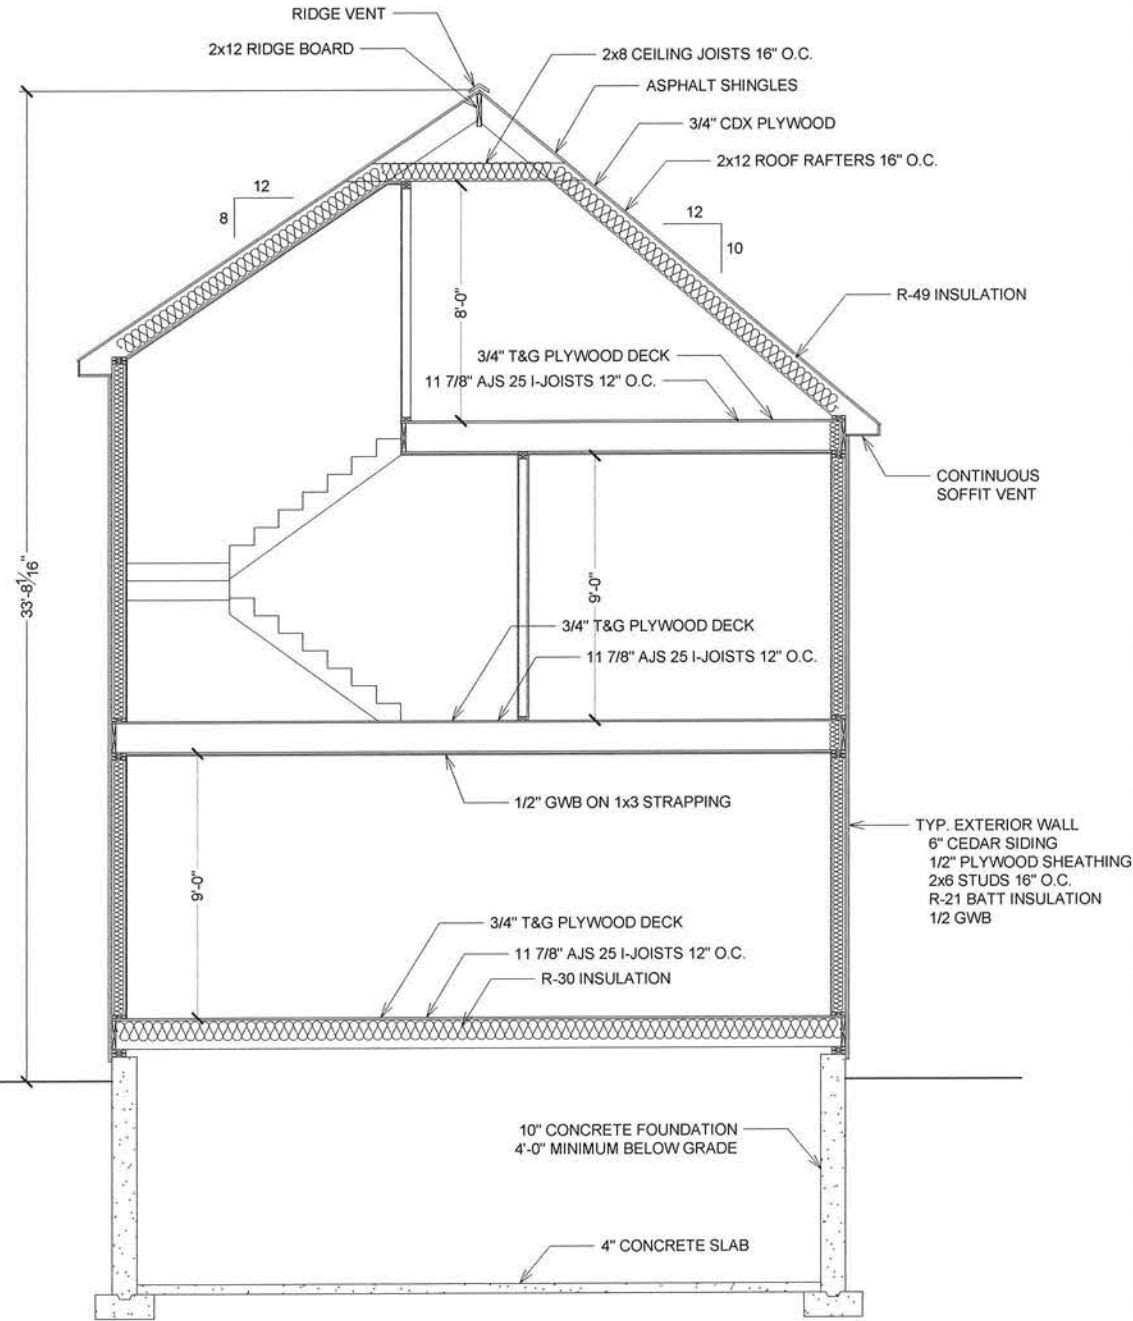 RIDGE VENT
2x12 RIDGE BOARD
2x8 CEILING JOISTS 16" O.C.
ASPHALT SHINGLES
3/4" CDX PLYWOOD
2x12 ROOF RAFTERS 16" O.C.
12
8
12
10
R-49 INSULATION
8'-0"
3/4" T&G PLYWOOD DECK
11 7/8" AJS 25 I-JOISTS 12" O.C.
CONTINUOUS
SOFFIT VENT
33'-8 1/16"
9'-0"
3/4" T&G PLYWOOD DECK
11 7/8" AJS 25 I-JOISTS 12" O.C.
1/2" GWB ON 1x3 STRAPPING
TYP. EXTERIOR WALL
6" CEDAR SIDING
1/2" PLYWOOD SHEATHING
2x6 STUDS 16" O.C.
R-21 BATT INSULATION
1/2 GWB
9'-0"
3/4" T&G PLYWOOD DECK
11 7/8" AJS 25 I-JOISTS 12" O.C.
R-30 INSULATION
10" CONCRETE FOUNDATION
4'-0" MINIMUM BELOW GRADE
4" CONCRETE SLAB